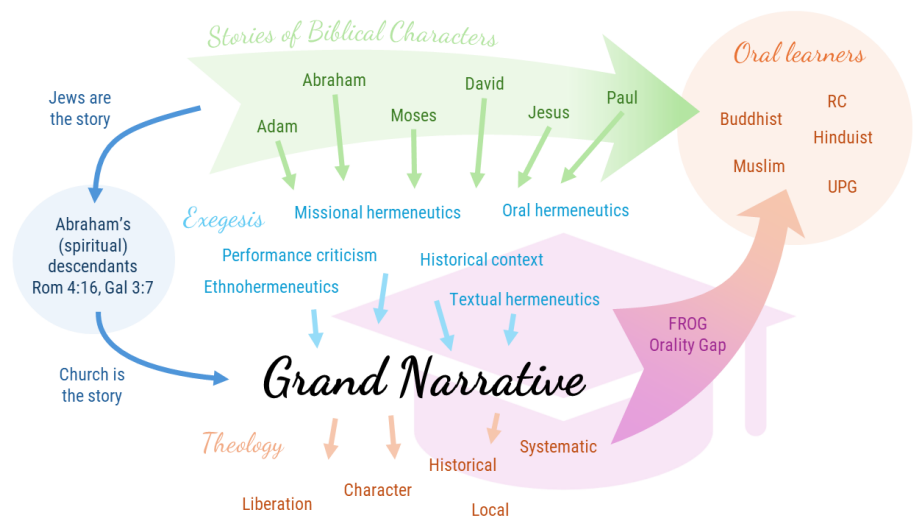 Stories of Biblical Characters
Oral learners
Jews are
the story
Adam
Abraham
Moses
David
Jesus
Paul
Buddhist
RC
Hinduist
Muslim
UPG
Abraham's
(spiritual)
descendants
Rom 4:16, Gal 3:7
Exegesis
Missional hermeneutics
Oral hermeneutics
Performance criticism
Historical context
Ethnohermeneutics
Textual hermeneutics
FROG
Orality Gap
Church is
the story
Grand Narrative
Theology
Liberation
Character
Historical
Systematic
Local